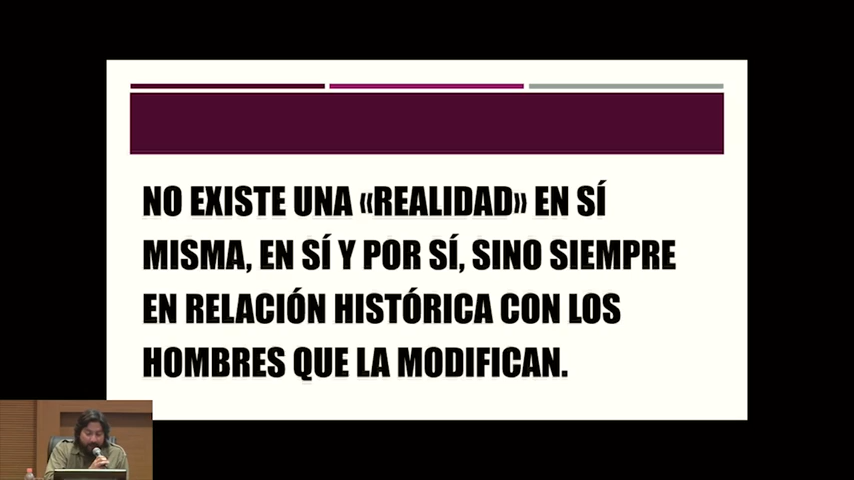 NO EXISTE UNA «REALIDAD» EN SÍ
MISMA, EN SÍ Y POR SÍ, SINO SIEMPRE
EN RELACIÓN HISTÓRICA CON LOS
HOMBRES QUE LA MODIFICAN.